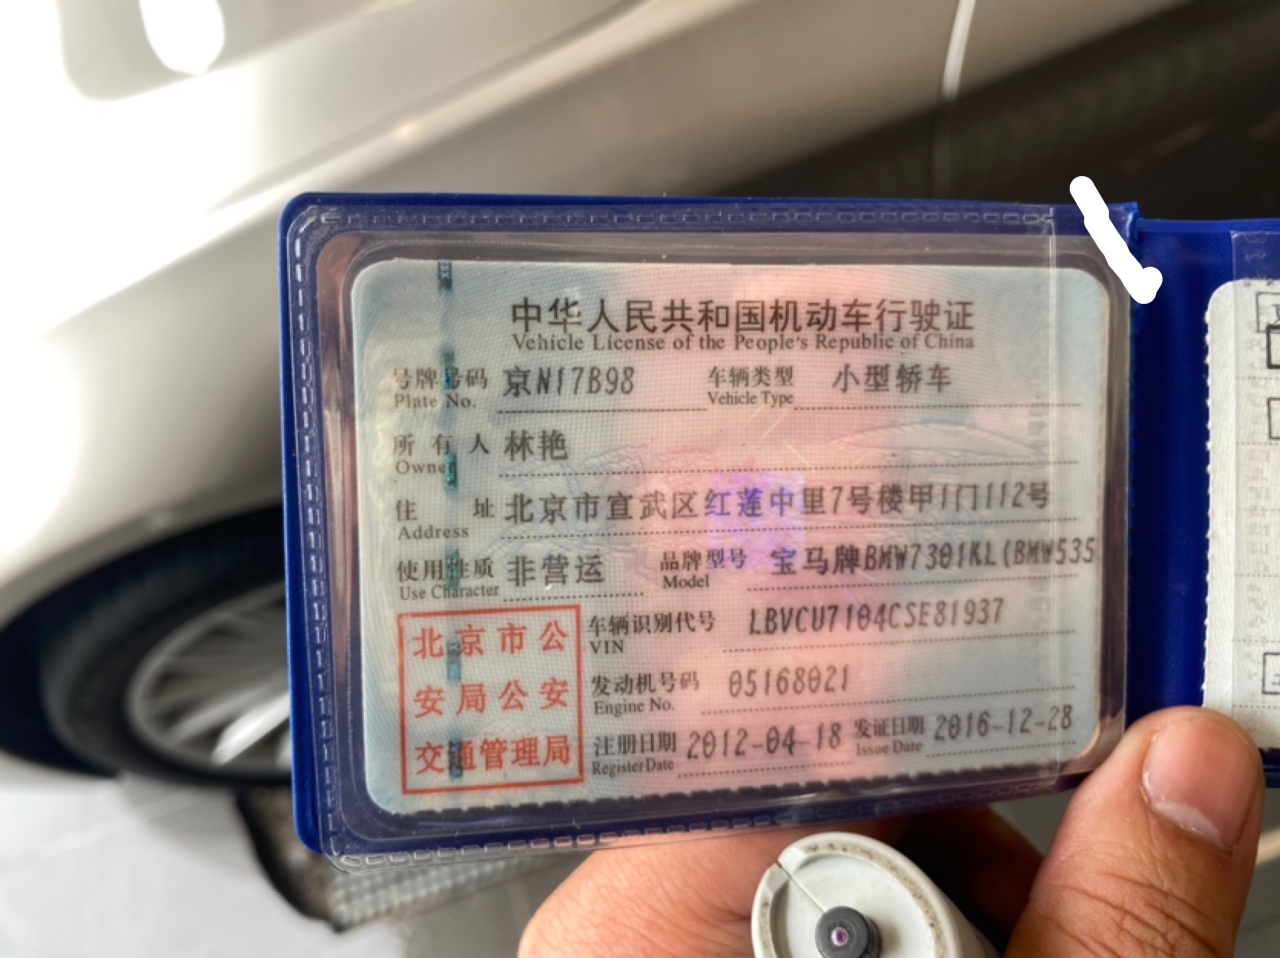 中华人民共和国机动车行驶证
Vehicle License of the People's Republic of China
号牌号码 京N17B98 车辆类型 小型轿车
Plate No. Vehicle Type
所有人 林艳
Owner
住址 北京市宣武区红莲中里7号楼甲1门112号
Address
使用性质 非营运 品牌型号 宝马牌BMW7301KL(BMW535
Use Character Model
北京市公
安局公安
交通管理局
车辆识别代号 LBVCU7104CSE81937
VIN
发动机号码 05168021
Engine No.
注册日期 2012-04-18 发证日期 2016-12-28
Register Date Issue Date